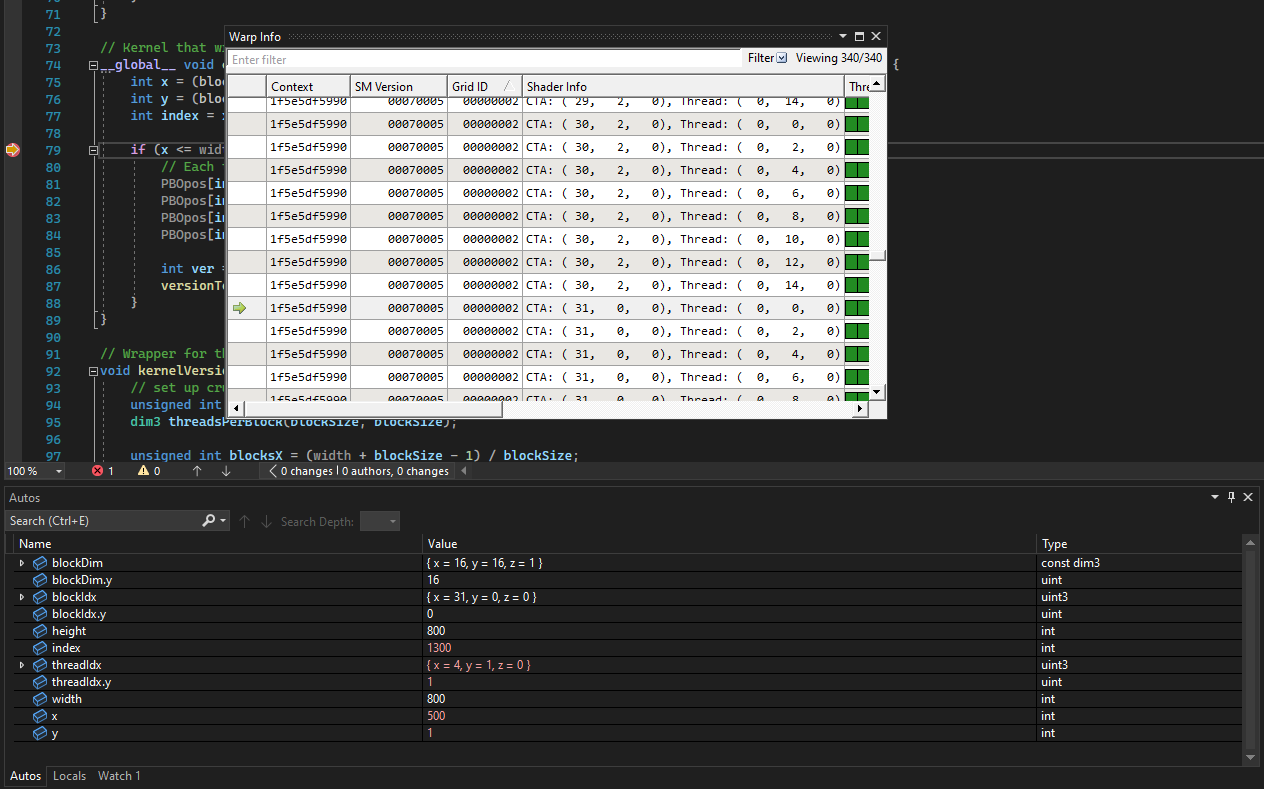 71 }
72
73 // Kernel that w
74 __global__ void {
75 int x = (bloc
76 int y = (bloc
77 int index =
78
79 if (x <= widt
80 // Each
81 PBOpos[in
82 PBOpos[in
83 PBOpos[in
84 PBOpos[in
85
86 int ver =
87 versionTo
88 }
89 }
90
91 // Wrapper for th
92 void kernelVersi
93 // set up cr
94 unsigned int
95 dim3 threadsPerBlock(blockSize, blockSize);
96
97 unsigned int blocksX = (width + blockSize - 1) / blockSize;
Warp Info
Enter filter Filter Viewing 340/340
Context SM Version Grid ID Shader Info Thre
1f5e5df5990 00070005 00000002 CTA: ( 29, 2, 0), Thread: ( 0, 14, 0)
1f5e5df5990 00070005 00000002 CTA: ( 30, 2, 0), Thread: ( 0, 0, 0)
1f5e5df5990 00070005 00000002 CTA: ( 30, 2, 0), Thread: ( 0, 2, 0)
1f5e5df5990 00070005 00000002 CTA: ( 30, 2, 0), Thread: ( 0, 4, 0)
1f5e5df5990 00070005 00000002 CTA: ( 30, 2, 0), Thread: ( 0, 6, 0)
1f5e5df5990 00070005 00000002 CTA: ( 30, 2, 0), Thread: ( 0, 8, 0)
1f5e5df5990 00070005 00000002 CTA: ( 30, 2, 0), Thread: ( 0, 10, 0)
1f5e5df5990 00070005 00000002 CTA: ( 30, 2, 0), Thread: ( 0, 12, 0)
1f5e5df5990 00070005 00000002 CTA: ( 30, 2, 0), Thread: ( 0, 14, 0)
1f5e5df5990 00070005 00000002 CTA: ( 31, 0, 0), Thread: ( 0, 0, 0)
1f5e5df5990 00070005 00000002 CTA: ( 31, 0, 0), Thread: ( 0, 2, 0)
1f5e5df5990 00070005 00000002 CTA: ( 31, 0, 0), Thread: ( 0, 4, 0)
1f5e5df5990 00070005 00000002 CTA: ( 31, 0, 0), Thread: ( 0, 6, 0)
1f5e5df5990 00070005 00000002 CTA: ( 31, 0, 0), Thread: ( 0, 8, 0)
100 % 1 0 0 changes | 0 authors, 0 changes
Autos
Search (Ctrl+E) Search Depth:
Name Value Type
blockDim { x = 16, y = 16, z = 1 } const dim3
blockDim.y 16 uint
blockIdx { x = 31, y = 0, z = 0 } uint3
blockIdx.y 0 uint
height 800 int
index 1300 int
threadIdx { x = 4, y = 1, z = 0 } uint3
threadIdx.y 1 uint
width 800 int
x 500 int
y 1 int
Autos Locals Watch 1